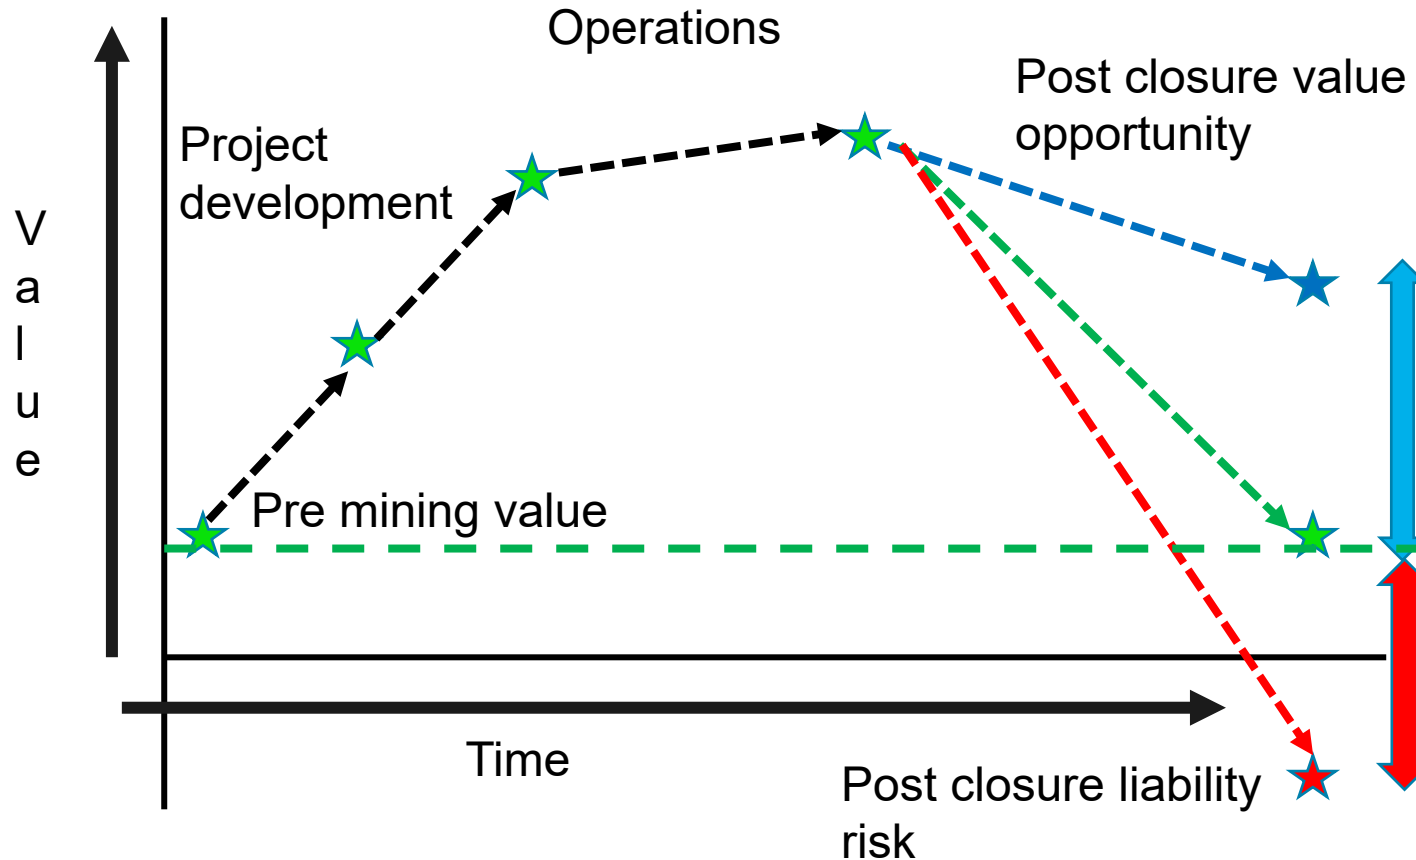 Operations
Post closure value
opportunity
Project
development
V
a
l
u
e
Pre mining value
Time
Post closure liability
risk